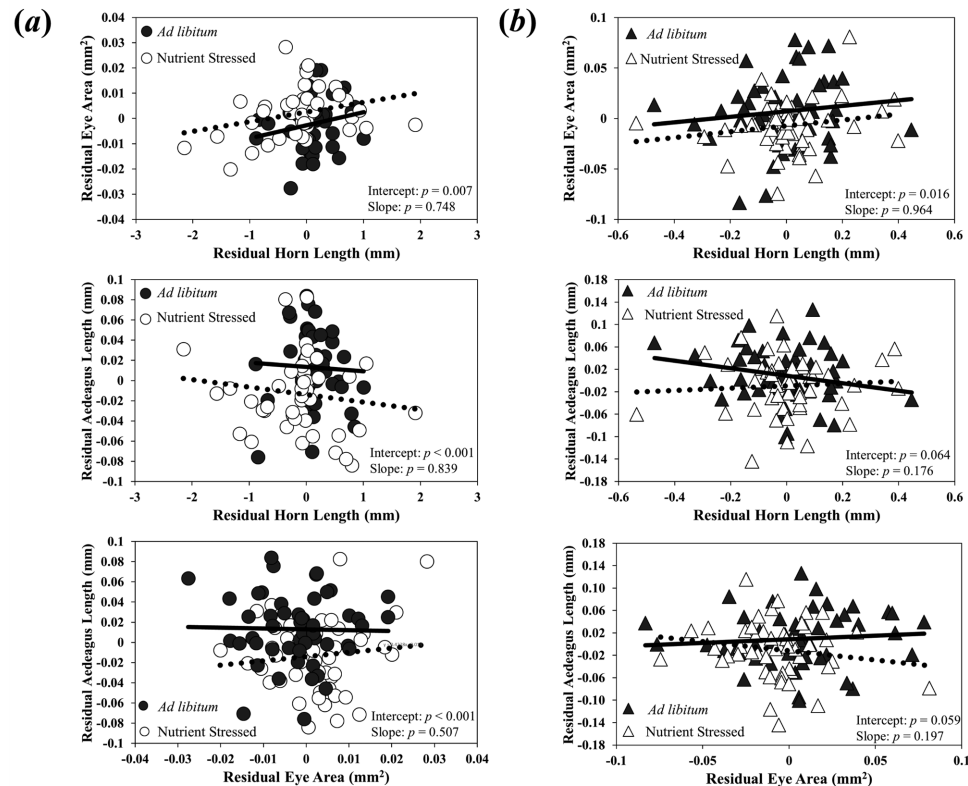 (a)
0.04
0.03
0.02
0.01
0
-0.01
-0.02
-0.03
-0.04
Residual Eye Area (mm²)
Ad libitum
Nutrient Stressed
Intercept: p = 0.007
Slope: p = 0.748
-3 -2 -1 0 1 2 3
Residual Horn Length (mm)
(b)
0.1
0.05
0
-0.05
-0.1
Residual Eye Area (mm²)
Ad libitum
Nutrient Stressed
Intercept: p = 0.016
Slope: p = 0.964
-0.6 -0.4 -0.2 0 0.2 0.4 0.6
Residual Horn Length (mm)
0.1
0.08
0.06
0.04
0.02
0
-0.02
-0.04
-0.06
-0.08
-0.1
Residual Aedeagus Length (mm)
Ad libitum
Nutrient Stressed
Intercept: p < 0.001
Slope: p = 0.839
-3 -2 -1 0 1 2 3
Residual Horn Length (mm)
0.18
0.14
0.1
0.06
0.02
-0.02
-0.06
-0.1
-0.14
-0.18
Residual Aedeagus Length (mm)
Ad libitum
Nutrient Stressed
Intercept: p = 0.064
Slope: p = 0.176
-0.6 -0.4 -0.2 0 0.2 0.4 0.6
Residual Horn Length (mm)
0.1
0.08
0.06
0.04
0.02
0
-0.02
-0.04
-0.06
-0.08
-0.1
Residual Aedeagus Length (mm)
Ad libitum
Nutrient Stressed
Intercept: p < 0.001
Slope: p = 0.507
-0.04 -0.03 -0.02 -0.01 0 0.01 0.02 0.03 0.04
Residual Eye Area (mm²)
0.18
0.14
0.10
0.06
0.02
-0.02
-0.06
-0.10
-0.14
-0.18
Residual Aedeagus Length (mm)
Ad libitum
Nutrient Stressed
Intercept: p = 0.059
Slope: p = 0.197
-0.1 -0.05 0 0.05 0.1
Residual Eye Area (mm²)